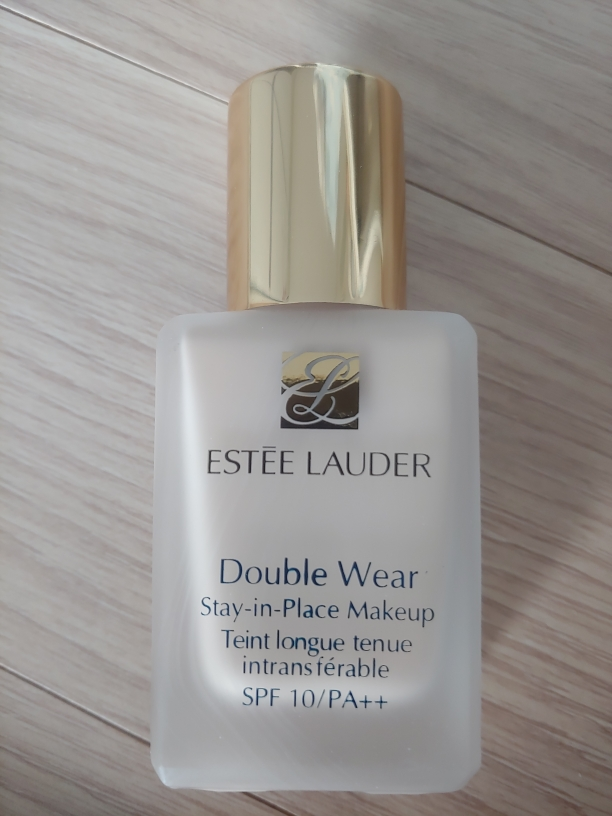 ESTĒE LAUDER
Double Wear
Stay-in-Place Makeup
Teint longue tenue
intransférable
SPF 10/PA++